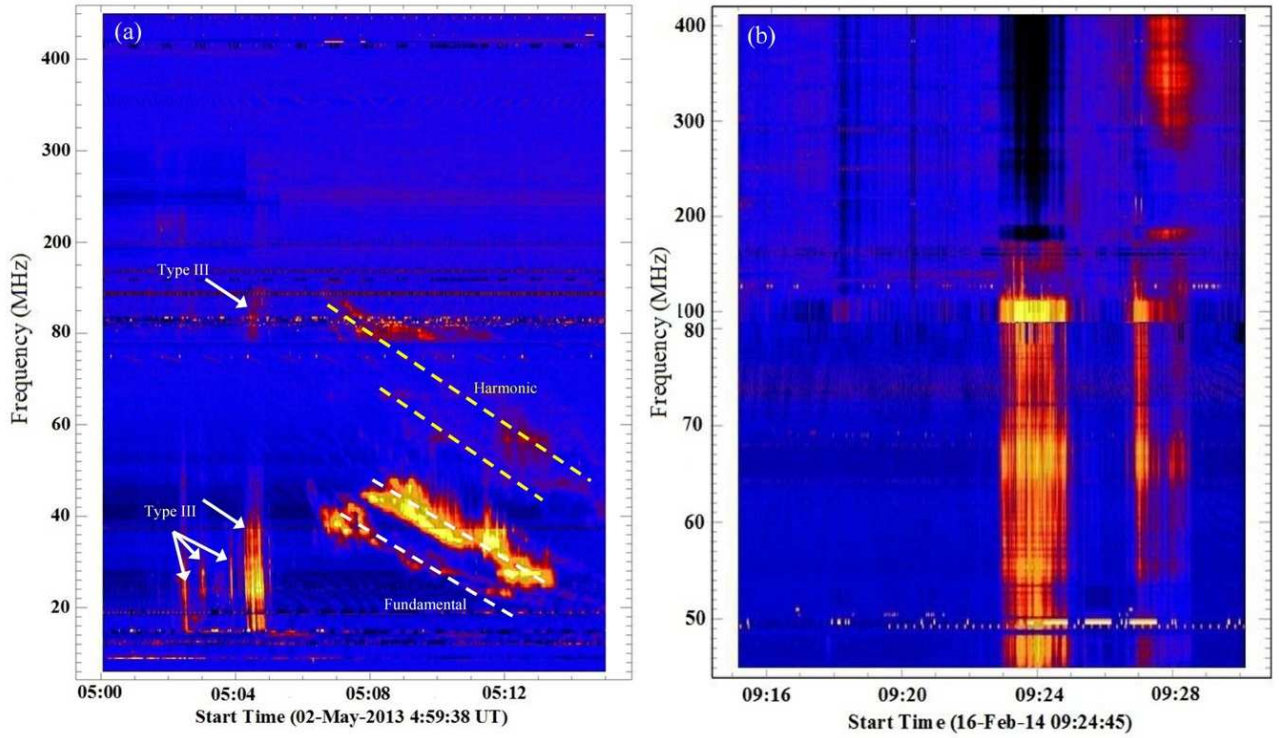 (a)
Frequency (MHz)
400
300
200
80
60
40
20
Type III
Harmonic
Type III
Fundamental
05:00 05:04 05:08 05:12
Start Time (02-May-2013 4:59:38 UT)
(b)
Frequency (MHz)
400
300
200
100
80
70
60
50
09:16 09:20 09:24 09:28
Start Time (16-Feb-14 09:24:45)